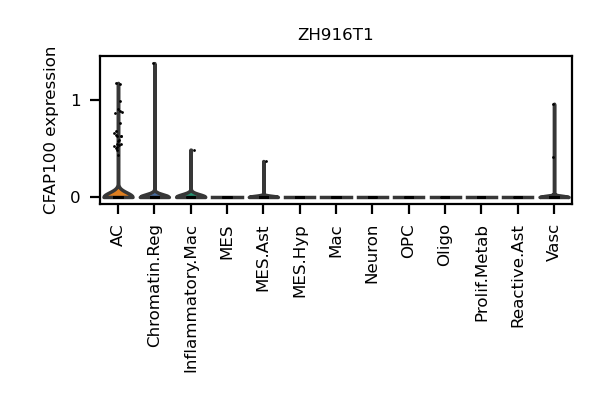 ZH916T1
CFAP100 expression
1
0
AC
Chromatin.Reg
Inflammatory.Mac
MES
MES.Ast
MES.Hyp
Mac
Neuron
OPC
Oligo
Prolif.Metab
Reactive.Ast
Vasc